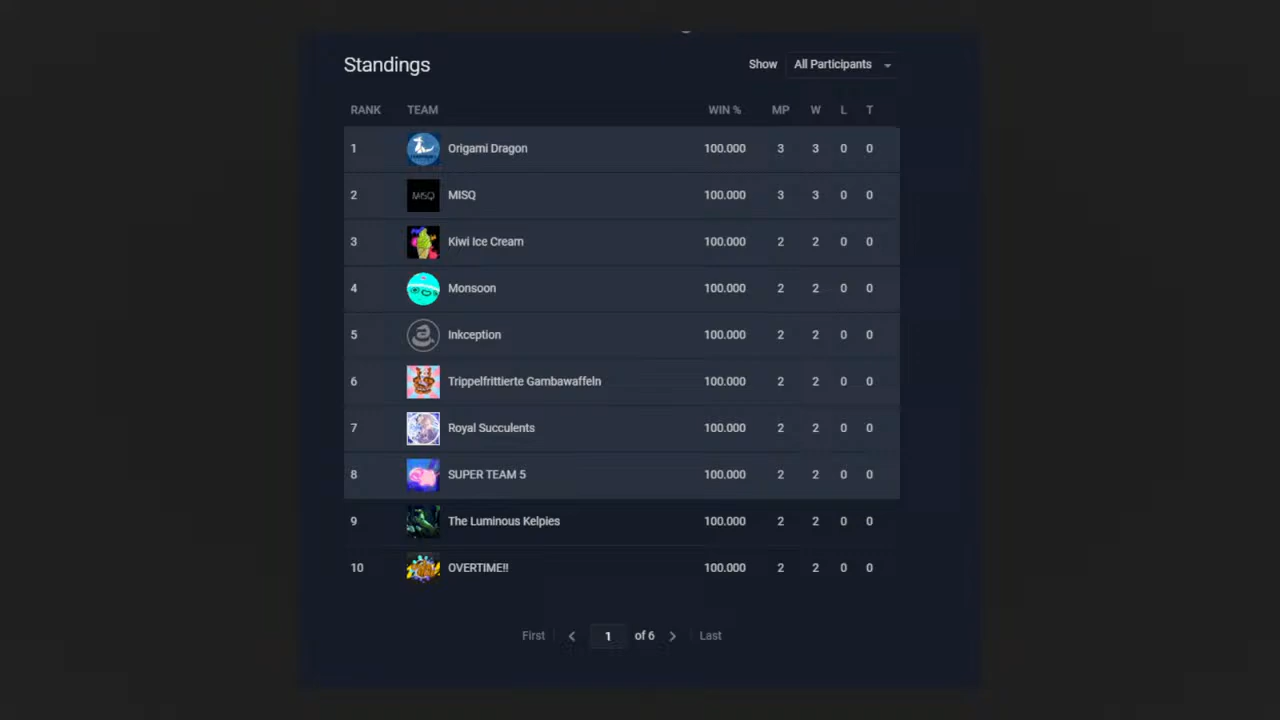 Standings
Show All Participants
RANK TEAM WIN % MP W L T
1 Origami Dragon 100.000 3 3 0 0
2 MISQ MISQ 100.000 3 3 0 0
3 Kiwi Ice Cream 100.000 2 2 0 0
4 Monsoon 100.000 2 2 0 0
5 Inkception 100.000 2 2 0 0
6 Trippelfrittierte Gambawaffeln 100.000 2 2 0 0
7 Royal Succulents 100.000 2 2 0 0
8 SUPER TEAM 5 100.000 2 2 0 0
9 The Luminous Kelpies 100.000 2 2 0 0
10 OVERTIME!! 100.000 2 2 0 0
First 1 of 6 Last